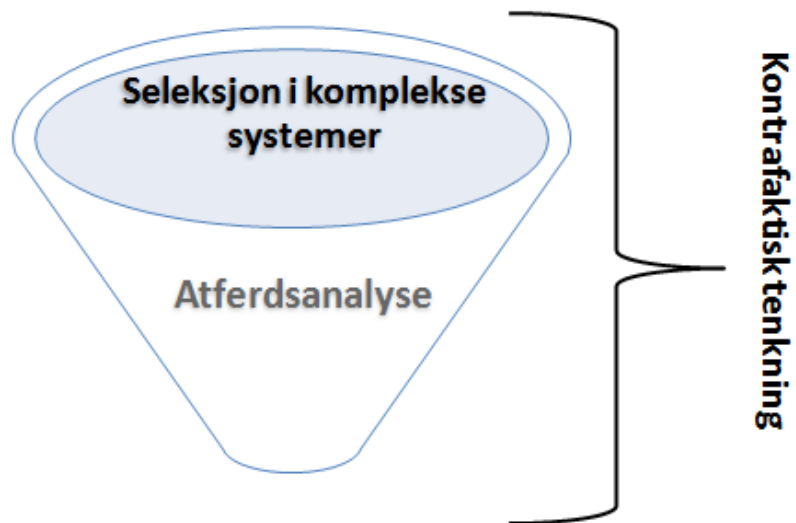 Seleksjon i komplekse
systemer
Atferdsanalyse
Kontrafaktisk tenkning